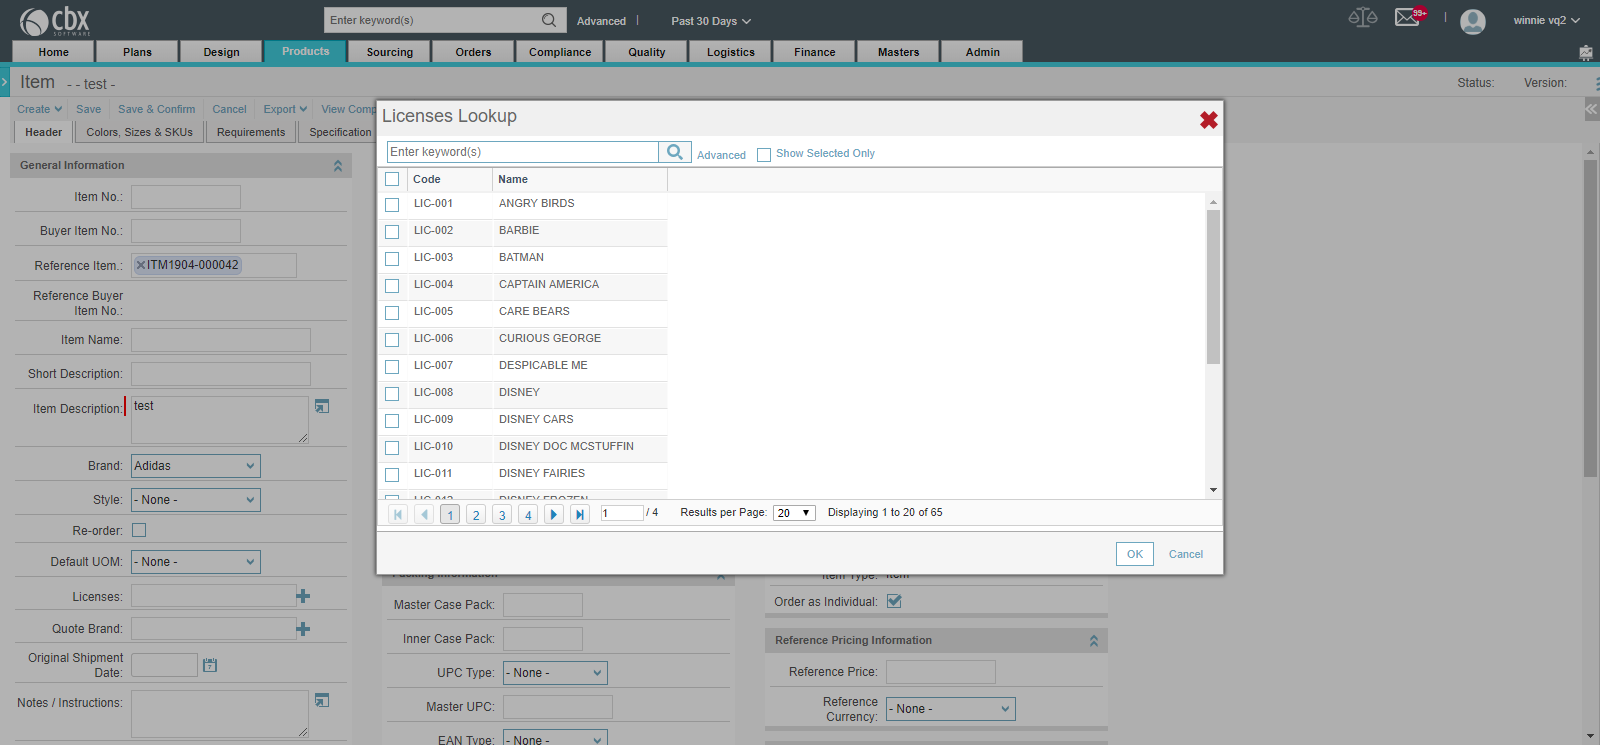 cbx
SOFTWARE
Enter keyword(s)
Advanced
Past 30 Days
99+
winnie vq2
Home
Plans
Design
Products
Sourcing
Orders
Compliance
Quality
Logistics
Finance
Masters
Admin
Item - - test -
Status:
Version:
Create
Save
Save & Confirm
Cancel
Export
View Comp
Header
Colors, Sizes & SKUs
Requirements
Specification
General Information
Item No.:
Buyer Item No.:
Reference Item.: ITM1904-000042
Reference Buyer
Item No.:
Item Name:
Short Description:
Item Description: test
Brand: Adidas
Style: - None -
Re-order:
Default UOM: - None -
Licenses:
Quote Brand:
Original Shipment
Date:
7
Notes / Instructions:
Licenses Lookup
Enter keyword(s)
Advanced
Show Selected Only
Code Name
LIC-001 ANGRY BIRDS
LIC-002 BARBIE
LIC-003 BATMAN
LIC-004 CAPTAIN AMERICA
LIC-005 CARE BEARS
LIC-006 CURIOUS GEORGE
LIC-007 DESPICABLE ME
LIC-008 DISNEY
LIC-009 DISNEY CARS
LIC-010 DISNEY DOC MCSTUFFIN
LIC-011 DISNEY FAIRIES
LIC-012 DISNEY FROZEN
1 2 3 4
1 / 4
Results per Page: 20
Displaying 1 to 20 of 65
OK
Cancel
Packing Information
Master Case Pack:
Inner Case Pack:
UPC Type: - None -
Master UPC:
EAN Type: - None -
Item Type: Item
Order as Individual:
Reference Pricing Information
Reference Price:
Reference
Currency: - None -